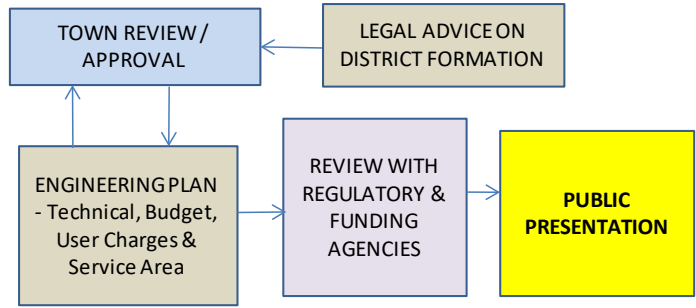 TOWN REVIEW /
APPROVAL
LEGAL ADVICE ON
DISTRICT FORMATION
ENGINEERING PLAN
- Technical, Budget,
User Charges &
Service Area
REVIEW WITH
REGULATORY &
FUNDING
AGENCIES
PUBLIC
PRESENTATION